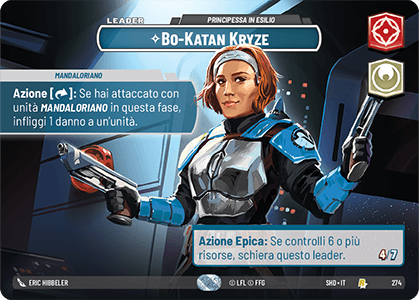 LEADER
PRINCIPESSA IN ESILIO
BO-KATAN KRYZE
MANDALORIANO
Azione [ ]: Se hai attaccato con
unità MANDALORIANO in questa fase,
infliggi 1 danno a un'unità.
Azione Epica: Se controlli 6 o più
risorse, schiera questo leader.
4 7
ERIC HIBBELER
© LFL © FFG
SHD • IT
274